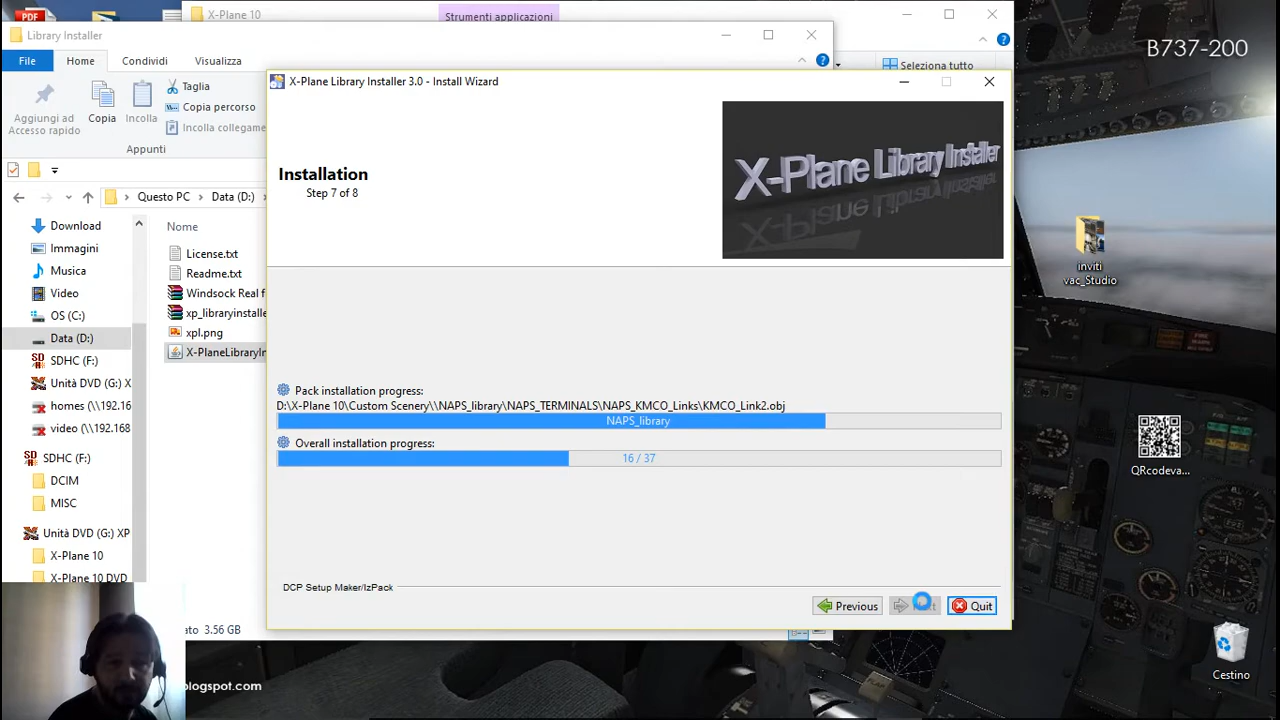 PDF
X-Plane 10
Strumenti applicazioni
Library Installer
B737-200
File
Home
Condividi
Visualizza
Seleziona tutto
X-Plane Library Installer 3.0 - Install Wizard
Aggiungi ad
Accesso rapido
Copia
Incolla
Taglia
Copia percorso
Incolla collegame
Appunti
Installation
Step 7 of 8
X-Plane Library Installer
Questo PC
Data (D:)
Nome
Download
Immagini
Musica
Video
OS (C:)
Data (D:)
SDHC (F:)
Unità DVD (G:) X
homes (\\192.16
video (\\192.168
SDHC (F:)
DCIM
MISC
Unità DVD (G:) XP
X-Plane 10
X-Plane 10 DVD
License.txt
Readme.txt
Windsock Real f
xp_libraryinstalle
xpl.png
X-PlaneLibraryIn
Pack installation progress:
D:\X-Plane 10\Custom Scenery\\NAPS_library\NAPS_TERMINALS\NAPS_KMCO_Links\KMCO_Link2.obj
NAPS_library
Overall installation progress:
16 / 37
DCP Setup Maker/IzPack
Previous
Quit
ato 3.56 GB
inviti
vac_Studio
QRcodeva...
Cestino
.blogspot.com